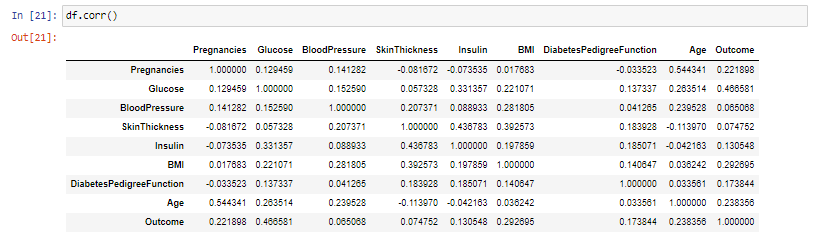 In [21]: df.corr()
Out[21]:
Pregnancies Glucose BloodPressure SkinThickness Insulin BMI DiabetesPedigreeFunction Age Outcome
Pregnancies 1.000000 0.129459 0.141282 -0.081672 -0.073535 0.017683 -0.033523 0.544341 0.221898
Glucose 0.129459 1.000000 0.152590 0.057328 0.331357 0.221071 0.137337 0.263514 0.466581
BloodPressure 0.141282 0.152590 1.000000 0.207371 0.088933 0.281805 0.041265 0.239528 0.065068
SkinThickness -0.081672 0.057328 0.207371 1.000000 0.436783 0.392573 0.183928 -0.113970 0.074752
Insulin -0.073535 0.331357 0.088933 0.436783 1.000000 0.197859 0.185071 -0.042163 0.130548
BMI 0.017683 0.221071 0.281805 0.392573 0.197859 1.000000 0.140647 0.036242 0.292695
DiabetesPedigreeFunction -0.033523 0.137337 0.041265 0.183928 0.185071 0.140647 1.000000 0.033561 0.173844
Age 0.544341 0.263514 0.239528 -0.113970 -0.042163 0.036242 0.033561 1.000000 0.238356
Outcome 0.221898 0.466581 0.065068 0.074752 0.130548 0.292695 0.173844 0.238356 1.000000